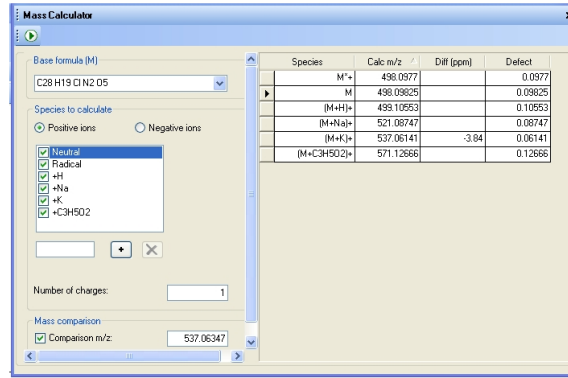 Mass Calculator
Base formula (M)
C28 H19 Cl N2 O5
Species to calculate
Positive ions Negative ions
Neutral
Radical
+H
+Na
+K
+C3H5O2
+
Number of charges: 1
Mass comparison
Comparison m/z: 537.06347
Species Calc m/z Diff (ppm) Defect
M°+ 498.0977 0.0977
M 498.09825 0.09825
(M+H)+ 499.10553 0.10553
(M+Na)+ 521.08747 0.08747
(M+K)+ 537.06141 -3.84 0.06141
(M+C3H5O2)+ 571.12666 0.12666